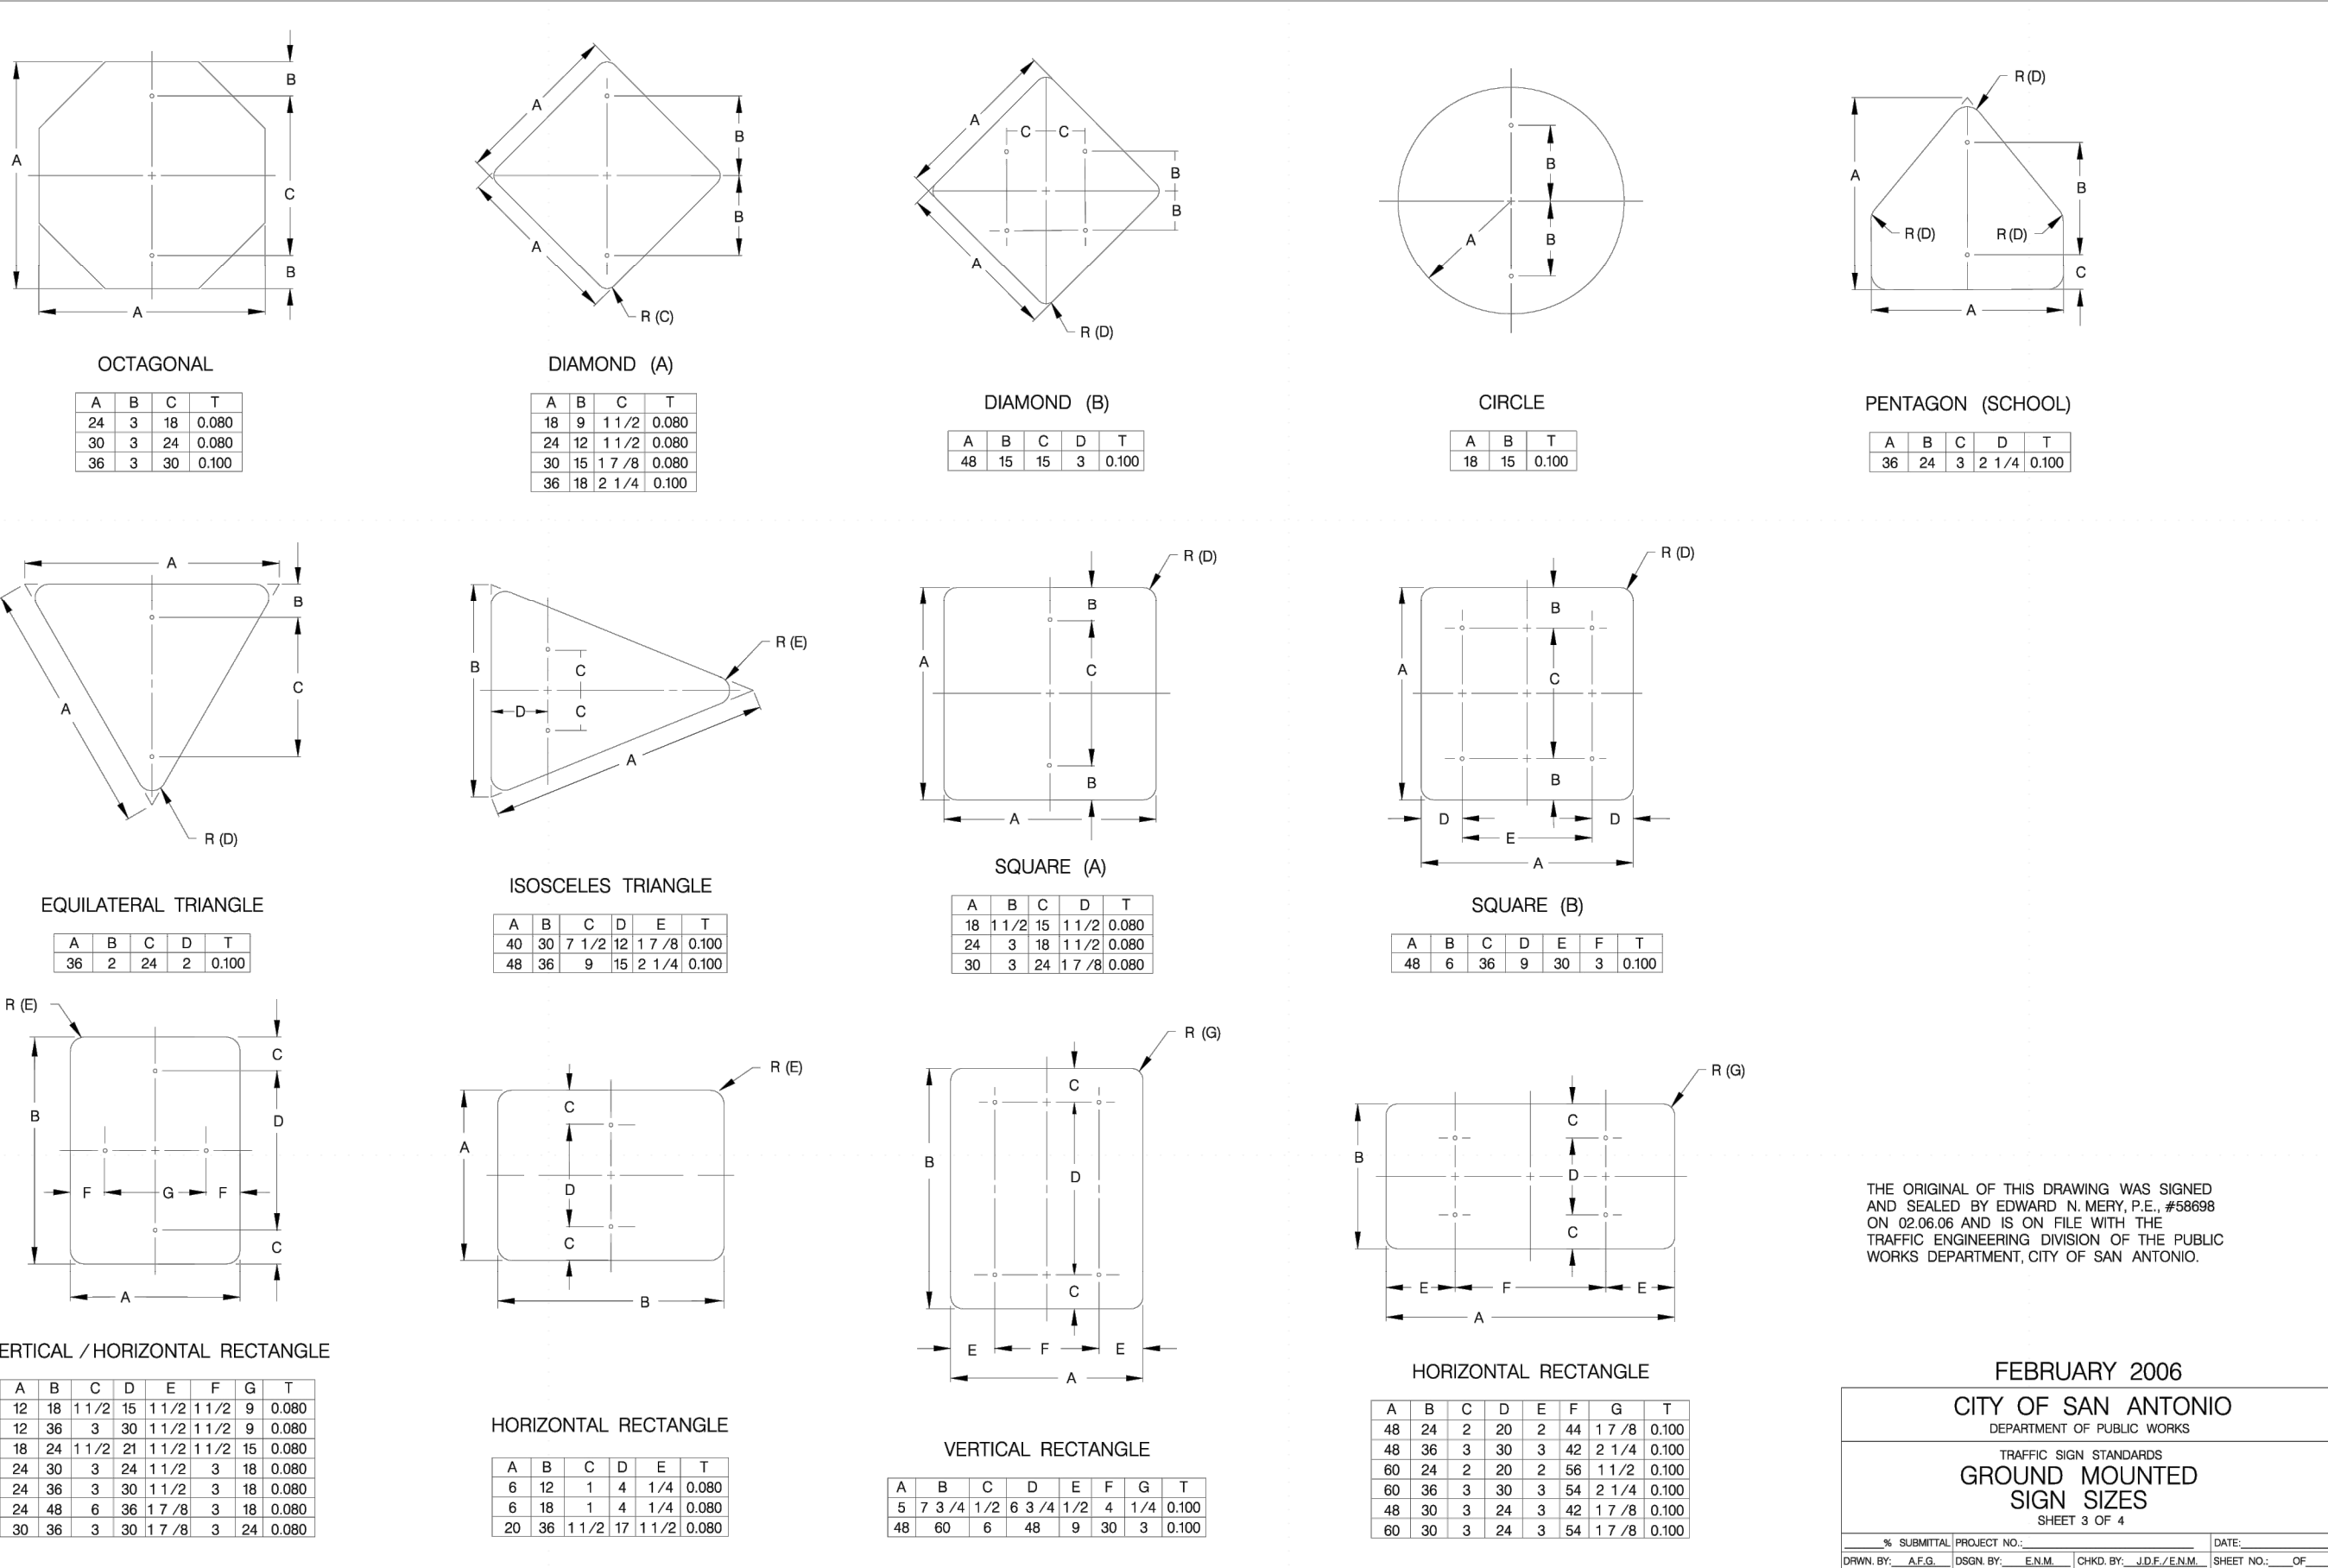 B
A
C
B
A
OCTAGONAL
A B C T
24 3 18 0.080
30 3 24 0.080
36 3 30 0.100
A
B
B
A
R (C)
DIAMOND (A)
A B C T
18 9 1 1/2 0.080
24 12 1 1/2 0.080
30 15 1 7/8 0.080
36 18 2 1/4 0.100
A
C C
B
B
A
R (D)
DIAMOND (B)
A B C D T
48 15 15 3 0.100
B
A
B
CIRCLE
A B T
18 15 0.100
R (D)
A
B
R (D) R (D)
C
A
PENTAGON (SCHOOL)
A B C D T
36 24 3 2 1/4 0.100
A
B
C
A
R (D)
EQUILATERAL TRIANGLE
A B C D T
36 2 24 2 0.100
R (E)
B
C
D C
A
ISOSCELES TRIANGLE
A B C D E T
40 30 7 1/2 12 1 7/8 0.100
48 36 9 15 2 1/4 0.100
R (D)
B
A
C
B
A
SQUARE (A)
A B C D T
18 1 1/2 15 1 1/2 0.080
24 3 18 1 1/2 0.080
30 3 24 1 7/8 0.080
R (D)
B
A
C
B
D D
E
A
SQUARE (B)
A B C D E F T
48 6 36 9 30 3 0.100
R (E)
C
B
D
F G F
C
A
ERTICAL / HORIZONTAL RECTANGLE
A B C D E F G T
12 18 1 1/2 15 1 1/2 1 1/2 9 0.080
12 36 3 30 1 1/2 1 1/2 9 0.080
18 24 1 1/2 21 1 1/2 1 1/2 15 0.080
24 30 3 24 1 1/2 3 18 0.080
24 36 3 30 1 1/2 3 18 0.080
24 48 6 36 1 7/8 3 18 0.080
30 36 3 30 1 7/8 3 24 0.080
R (E)
C
A
D
C
B
HORIZONTAL RECTANGLE
A B C D E T
6 12 1 4 1/4 0.080
6 18 1 4 1/4 0.080
20 36 1 1/2 17 1 1/2 0.080
R (G)
C
B
D
C
E F E
A
VERTICAL RECTANGLE
A B C D E F G T
5 7 3/4 1/2 6 3/4 1/2 4 1/4 0.100
48 60 6 48 9 30 3 0.100
R (G)
C
B
D
C
E F E
A
HORIZONTAL RECTANGLE
A B C D E F G T
48 24 2 20 2 44 1 7/8 0.100
48 36 3 30 3 42 2 1/4 0.100
60 24 2 20 2 56 1 1/2 0.100
60 36 3 30 3 54 2 1/4 0.100
48 30 3 24 3 42 1 7/8 0.100
60 30 3 24 3 54 1 7/8 0.100
THE ORIGINAL OF THIS DRAWING WAS SIGNED
AND SEALED BY EDWARD N. MERY, P.E., #58698
ON 02.06.06 AND IS ON FILE WITH THE
TRAFFIC ENGINEERING DIVISION OF THE PUBLIC
WORKS DEPARTMENT, CITY OF SAN ANTONIO.
FEBRUARY 2006
CITY OF SAN ANTONIO
DEPARTMENT OF PUBLIC WORKS
TRAFFIC SIGN STANDARDS
GROUND MOUNTED
SIGN SIZES
SHEET 3 OF 4
% SUBMITTAL PROJECT NO.: DATE:
DRWN. BY: A.F.G. DSGN. BY: E.N.M. CHKD. BY: J.D.F./E.N.M. SHEET NO.: OF